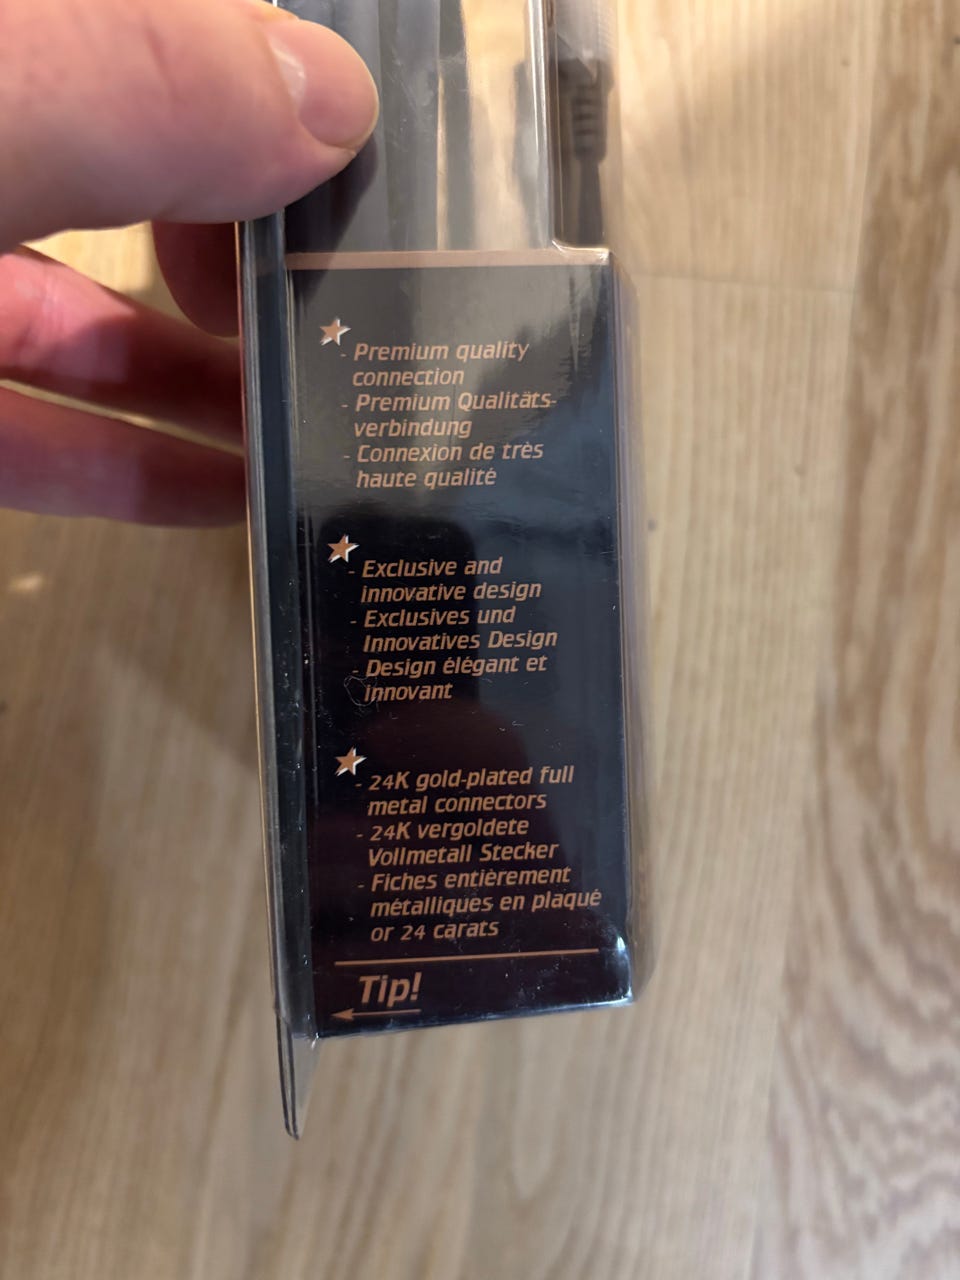 - Premium quality
connection
- Premium Qualitäts-
verbindung
- Connexion de très
haute qualité
- Exclusive and
innovative design
- Exclusives und
Innovatives Design
- Design élégant et
innovant
- 24K gold-plated full
metal connectors
- 24K vergoldete
Vollmetall Stecker
- Fiches entièrement
métalliques en plaqué
or 24 carats
Tip!